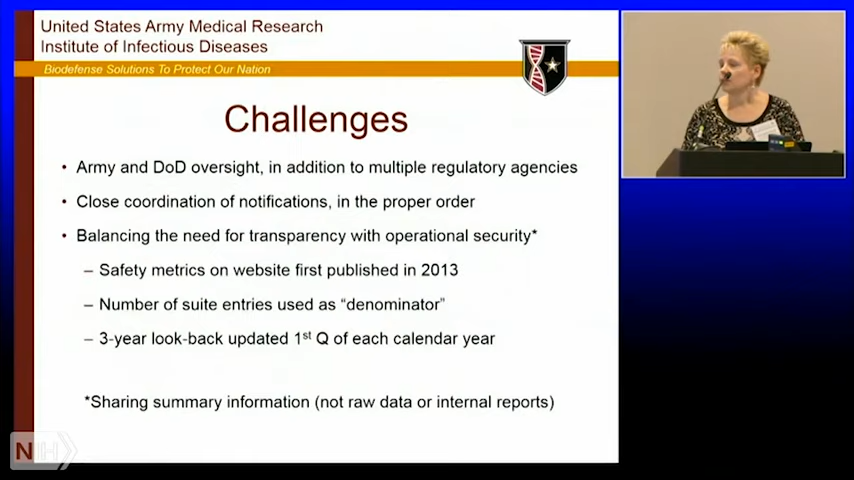 United States Army Medical Research
Institute of Infectious Diseases
Biodefense Solutions To Protect Our Nation
Challenges
• Army and DoD oversight, in addition to multiple regulatory agencies
• Close coordination of notifications, in the proper order
• Balancing the need for transparency with operational security*
– Safety metrics on website first published in 2013
– Number of suite entries used as “denominator”
– 3-year look-back updated 1st Q of each calendar year
*Sharing summary information (not raw data or internal reports)
NIH